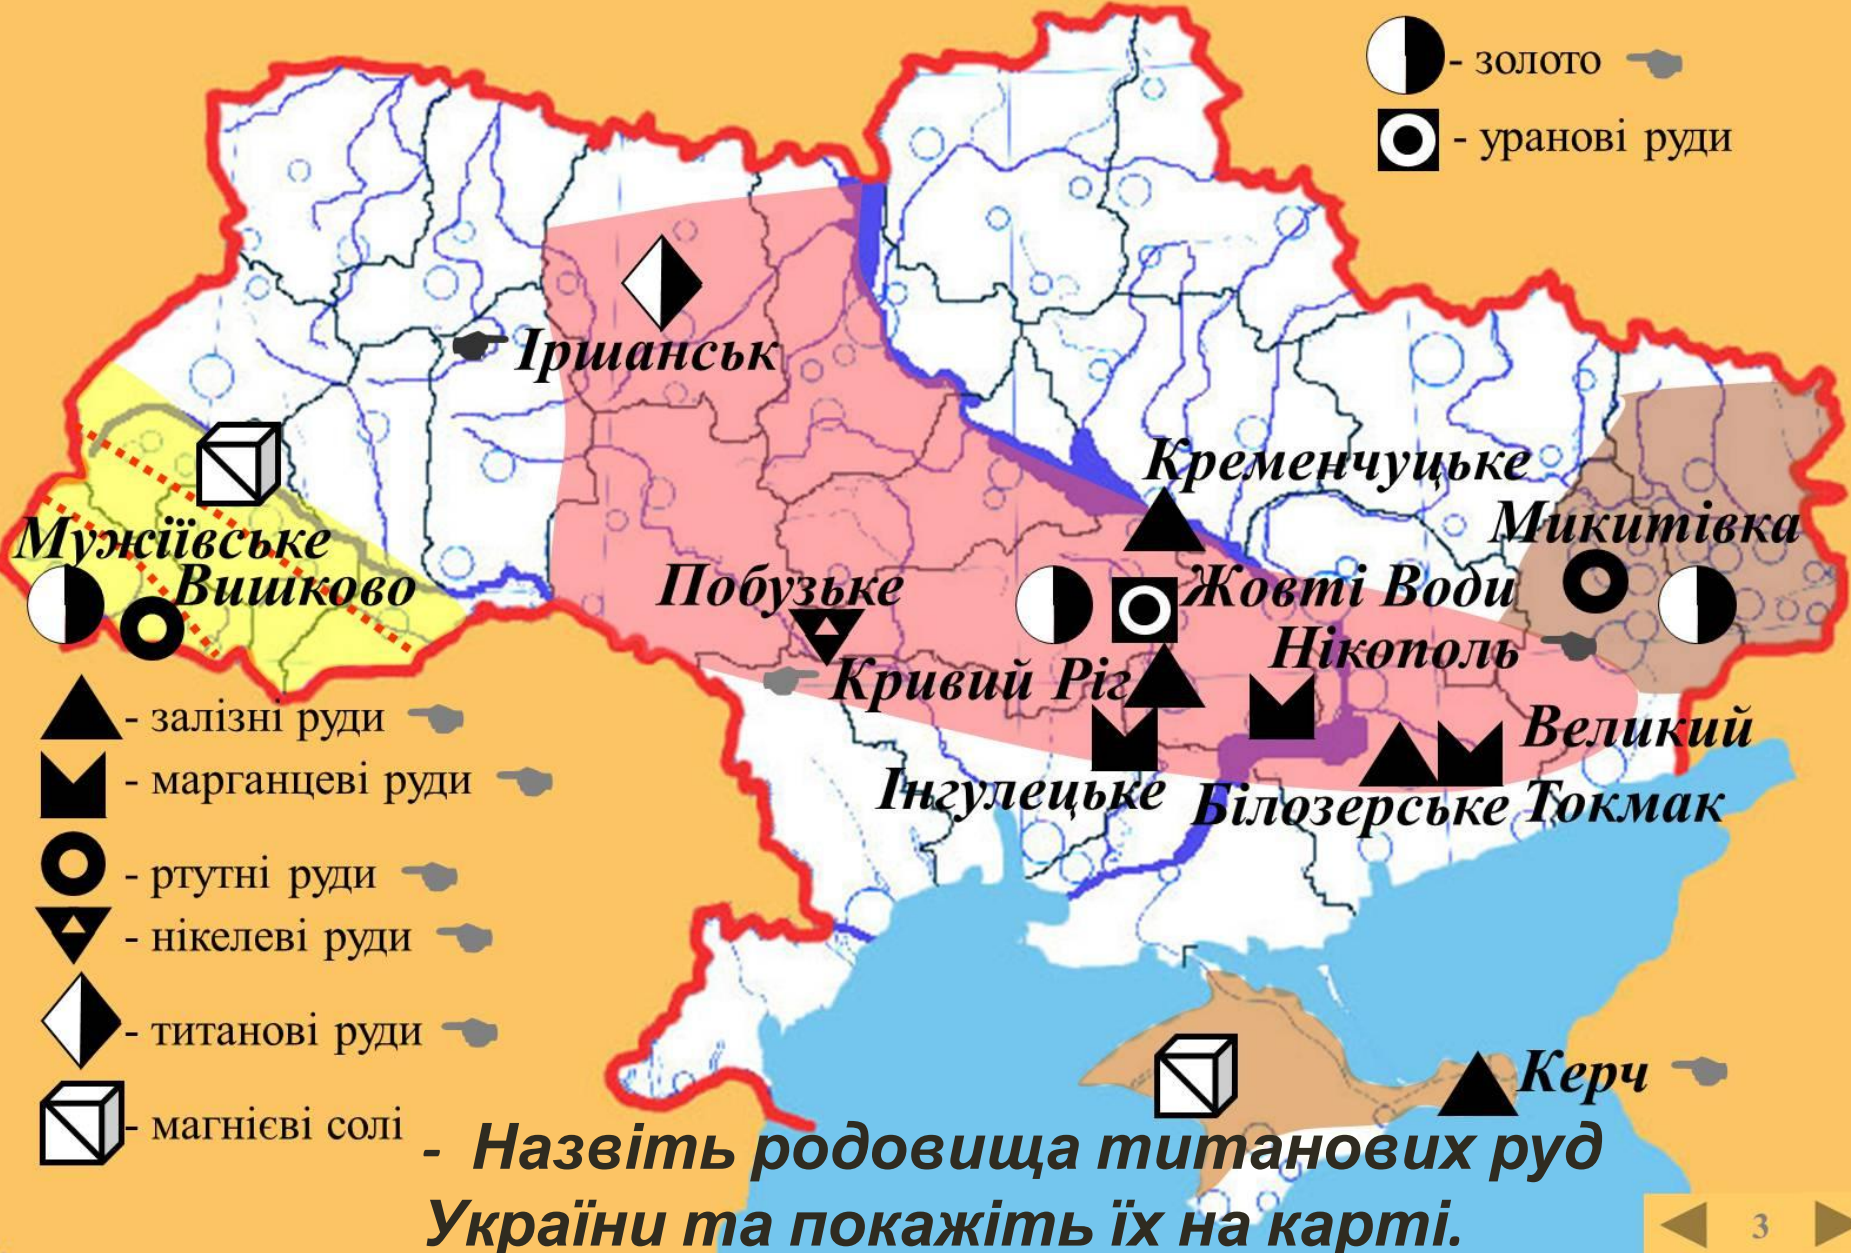 - золото
- уранові руди
Іршанськ
Кременчуцьке
Микитівка
Мужіївське
Вишково
Побузьке
Жовті Води
Нікополь
Кривий Ріг
Великий
Токмак
Інгулецьке
Білозерське
- залізні руди
- марганцеві руди
- ртутні руди
- нікелеві руди
- титанові руди
- магнієві солі
Керч
- Назвіть родовища титанових руд
України та покажіть їх на карті.
3